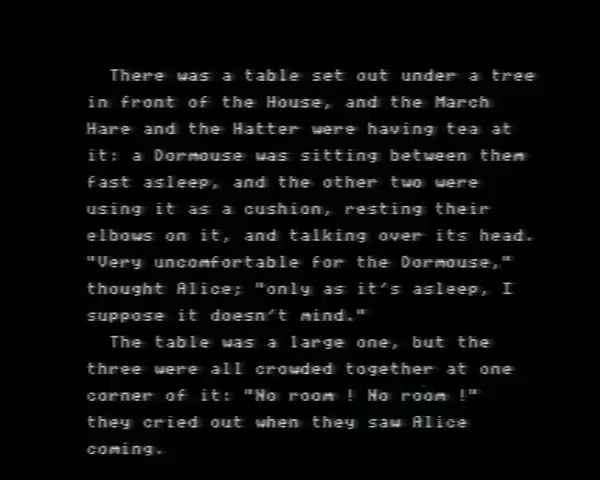 There was a table set out under a tree
in front of the House, and the March
Hare and the Hatter were having tea at
it: a Dormouse was sitting between them
fast asleep, and the other two were
using it as a cushion, resting their
elbows on it, and talking over its head.
"Very uncomfortable for the Dormouse,"
thought Alice; "only as it's asleep, I
suppose it doesn't mind."
The table was a large one, but the
three were all crowded together at one
corner of it: "No room ! No room !"
they cried out when they saw Alice
coming.